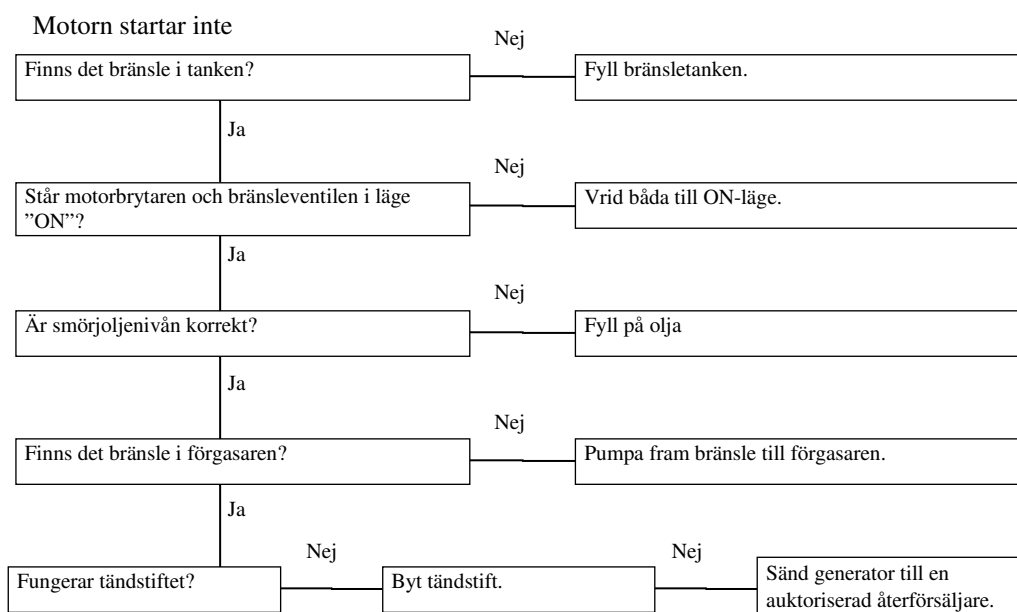 Motorn startar inte
Nej
Finns det bränsle i tanken?
Fyll bränsletanken.
Ja
Nej
Står motorbrytaren och bränsleventilen i läge
”ON”?
Vrid båda till ON-läge.
Ja
Nej
Är smörjoljenivån korrekt?
Fyll på olja
Ja
Nej
Finns det bränsle i förgasaren?
Pumpa fram bränsle till förgasaren.
Ja
Nej
Nej
Fungerar tändstiftet?
Byt tändstift.
Sänd generator till en
auktoriserad återförsäljare.